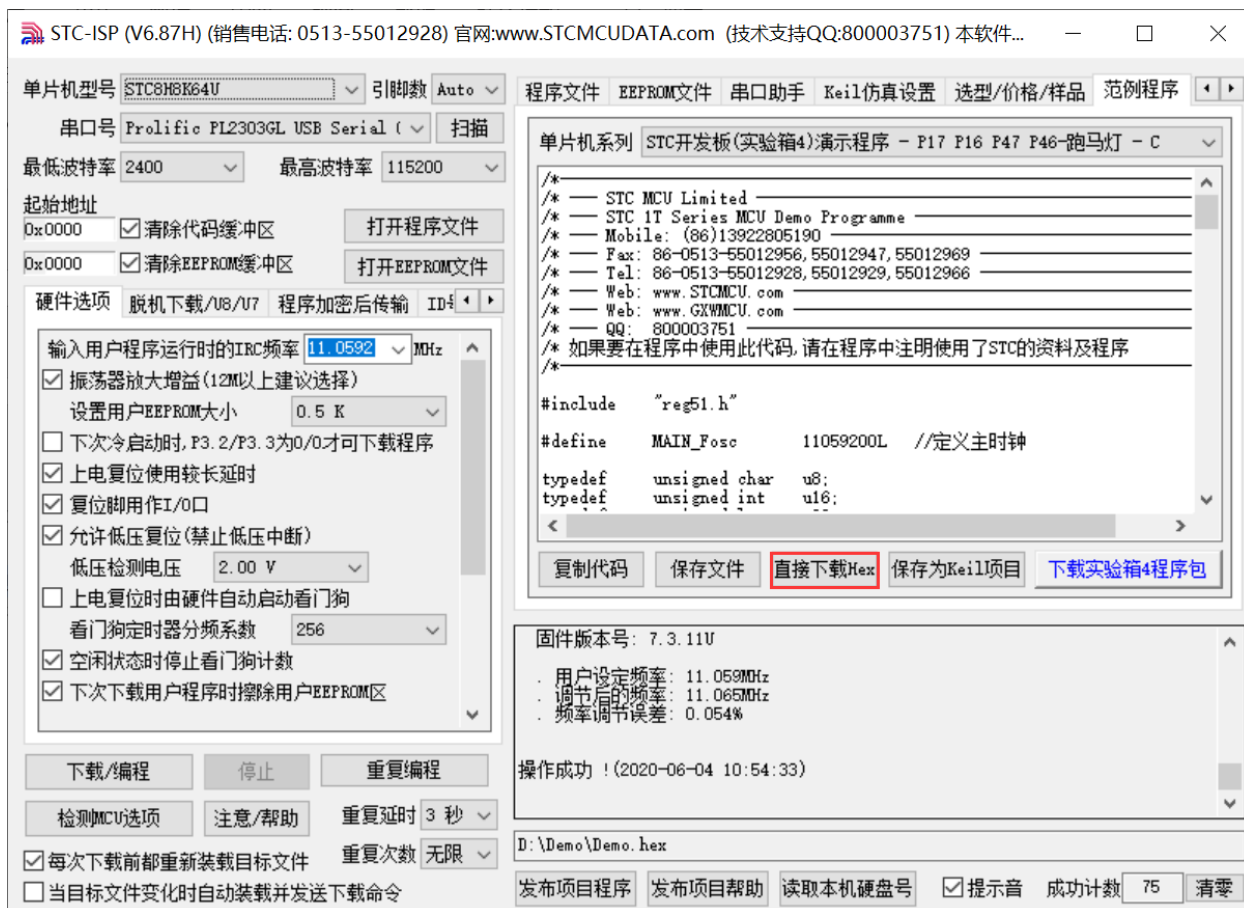 STC-ISP (V6.87H) (销售电话: 0513-55012928) 官网:www.STCMCUDATA.com (技术支持QQ:800003751) 本软件...
单片机型号 STC8H8K64U 引脚数 Auto
串口号 Prolific PL2303GL USB Serial ( 扫描
最低波特率 2400 最高波特率 115200
起始地址
0x0000 清除代码缓冲区 打开程序文件
0x0000 清除EEPROM缓冲区 打开EEPROM文件
硬件选项 脱机下载/U8/U7 程序加密后传输
输入用户程序运行时的IRC频率 11.0592 MHz
振荡器放大增益(12M以上建议选择)
设置用户EEPROM大小 0.5 K
下次冷启动时,P3.2/P3.3为0/0才可下载程序
上电复位使用较长延时
复位脚用作I/O口
允许低压复位(禁止低压中断)
低压检测电压 2.00 V
上电复位时由硬件自动启动看门狗
看门狗定时器分频系数 256
空闲状态时停止看门狗计数
下次下载用户程序时擦除用户EEPROM区
下载/编程 停止 重复编程
检测MCU选项 注意/帮助 重复延时 3 秒
每次下载前都重新装载目标文件 重复次数 无限
当目标文件变化时自动装载并发送下载命令
程序文件 EEPROM文件 串口助手 Keil仿真设置 选型/价格/样品 范例程序
单片机系列 STC开发板(实验箱4)演示程序 - P17 P16 P47 P46-跑马灯 - C
/*————————————————
/* —— STC MCU Limited ————————
/* —— STC 1T Series MCU Demo Programme ————————
/* —— Mobile: (86)13922805190 ————————
/* —— Fax: 86-0513-55012956,55012947,55012969 ————————
/* —— Tel: 86-0513-55012928,55012929,55012966 ————————
/* —— Web: www.STCMCU.com ————————
/* —— Web: www.GXWMCU.com ————————
/* —— QQ: 800003751 ————————
/* 如果要在程序中使用此代码,请在程序中注明使用了STC的资料及程序
/*————————————————
#include "reg51.h"
#define MAIN_Fosc 11059200L //定义主时钟
typedef unsigned char u8;
typedef unsigned int u16;
复制代码 保存文件 直接下载Hex 保存为Keil项目 下载实验箱4程序包
固件版本号: 7.3.11U
. 用户设定频率: 11.059MHz
. 调节后的频率: 11.065MHz
. 频率调节误差: 0.054%
操作成功 !(2020-06-04 10:54:33)
D:\Demo\Demo.hex
发布项目程序 发布项目帮助 读取本机硬盘号 提示音 成功计数 75 清零